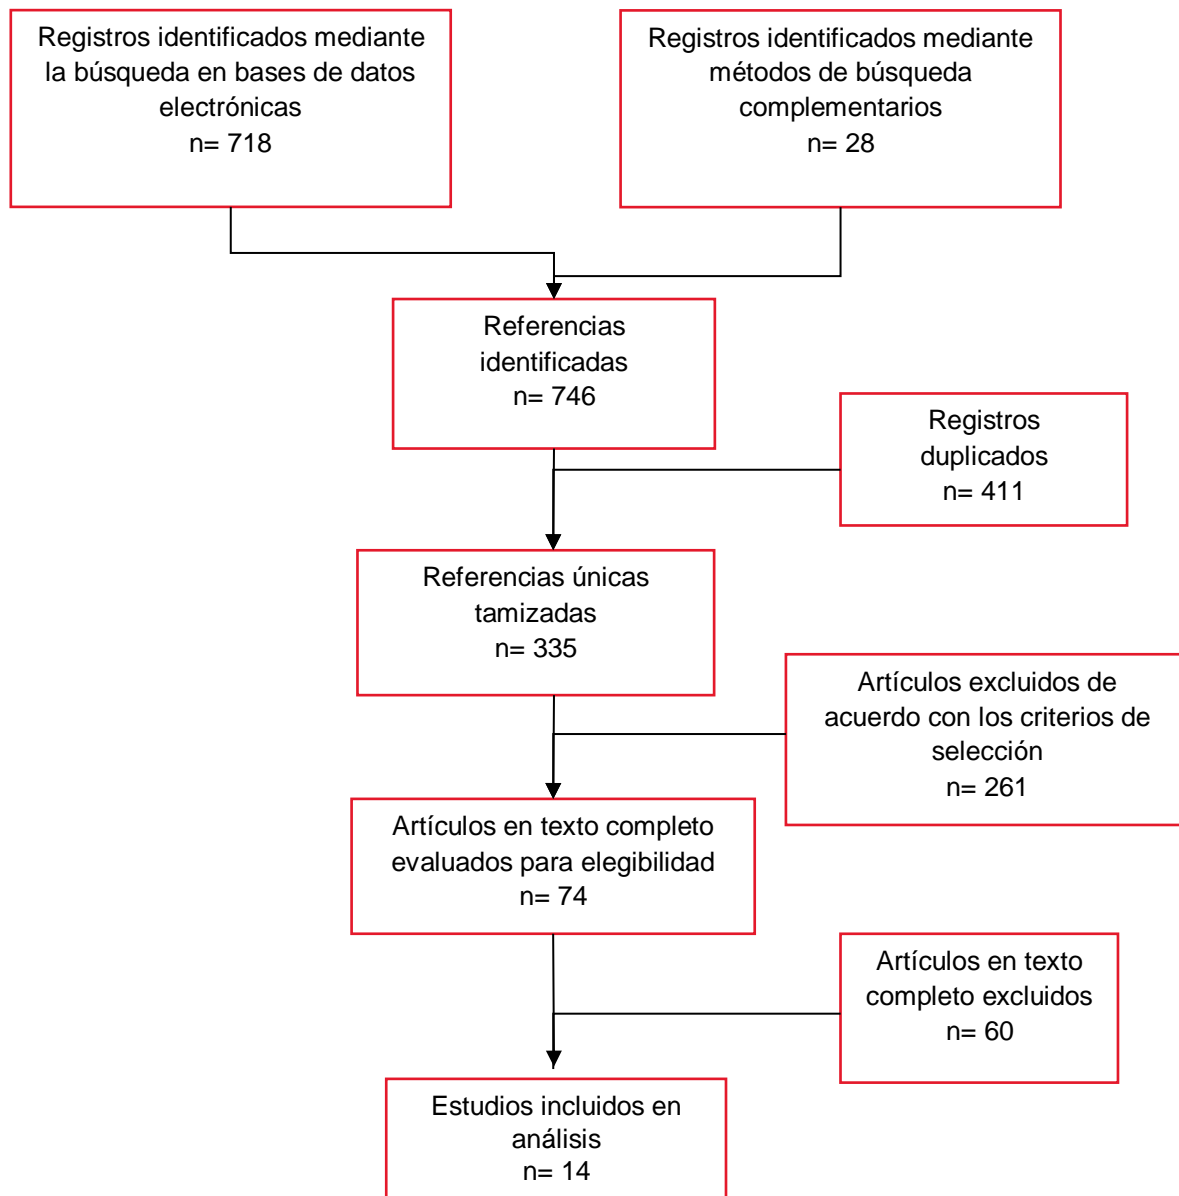 Registros identificados mediante
la búsqueda en bases de datos
electrónicas
n= 718
Registros identificados mediante
métodos de búsqueda
complementarios
n= 28
Referencias
identificadas
n= 746
Registros
duplicados
n= 411
Referencias únicas
tamizadas
n= 335
Artículos excluidos de
acuerdo con los criterios de
selección
n= 261
Artículos en texto completo
evaluados para elegibilidad
n= 74
Artículos en texto
completo excluidos
n= 60
Estudios incluidos en
análisis
n= 14